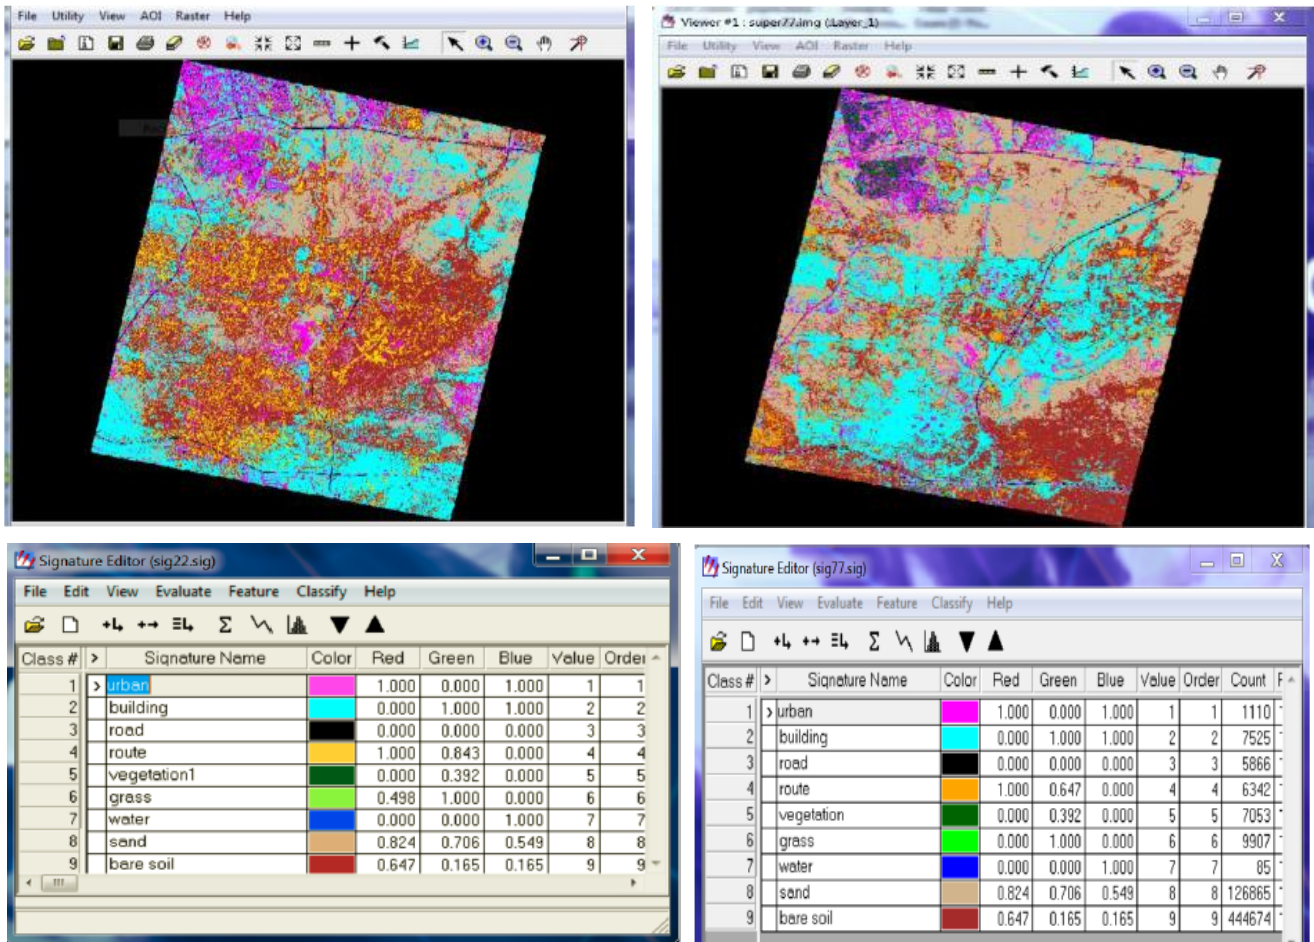 File Utility View AOI Raster Help
Viewer #1 : super77.img (:Layer_1)
File Utility View AOI Raster Help
Signature Editor (sig22.sig)
File Edit View Evaluate Feature Classify Help
Class # > Signature Name Color Red Green Blue Value Order
1 > urban 1.000 0.000 1.000 1 1
2 building 0.000 1.000 1.000 2 2
3 road 0.000 0.000 0.000 3 3
4 route 1.000 0.843 0.000 4 4
5 vegetation1 0.000 0.392 0.000 5 5
6 grass 0.498 1.000 0.000 6 6
7 water 0.000 0.000 1.000 7 7
8 sand 0.824 0.706 0.549 8 8
9 bare soil 0.647 0.165 0.165 9 9
Signature Editor (sig77.sig)
File Edit View Evaluate Feature Classify Help
Class # > Signature Name Color Red Green Blue Value Order Count
1 > urban 1.000 0.000 1.000 1 1 1110
2 building 0.000 1.000 1.000 2 2 7525
3 road 0.000 0.000 0.000 3 3 5866
4 route 1.000 0.647 0.000 4 4 6342
5 vegetation 0.000 0.392 0.000 5 5 7053
6 grass 0.000 1.000 0.000 6 6 9907
7 water 0.000 0.000 1.000 7 7 85
8 sand 0.824 0.706 0.549 8 8 126865
9 bare soil 0.647 0.165 0.165 9 9 444674